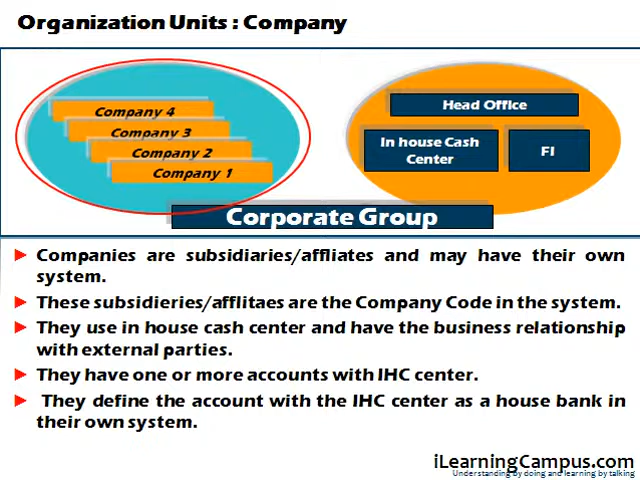 Organization Units : Company
Company 4
Company 3
Company 2
Company 1
Head Office
In house Cash
Center
FI
Corporate Group
Companies are subsidiaries/affliates and may have their own
system.
These subsidieries/afflitaes are the Company Code in the system.
They use in house cash center and have the business relationship
with external parties.
They have one or more accounts with IHC center.
They define the account with the IHC center as a house bank in
their own system.
iLearningCampus.com
Understanding by doing and learning by talking